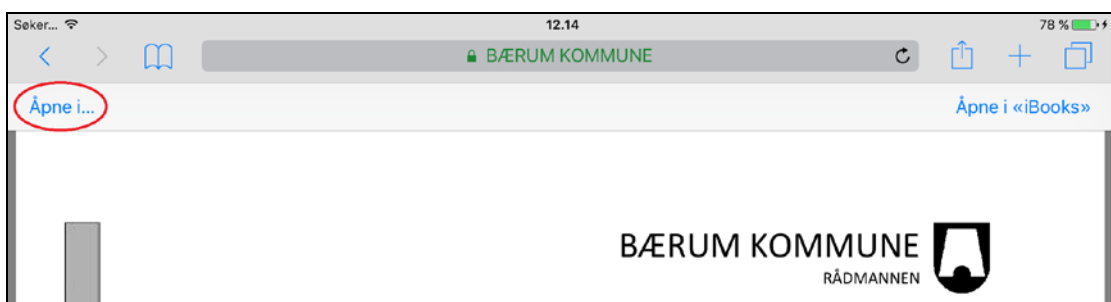 Søker... 12.14 78 %
BÆRUM KOMMUNE
Åpne i... Åpne i «iBooks»
BÆRUM KOMMUNE
RÅDMANNEN